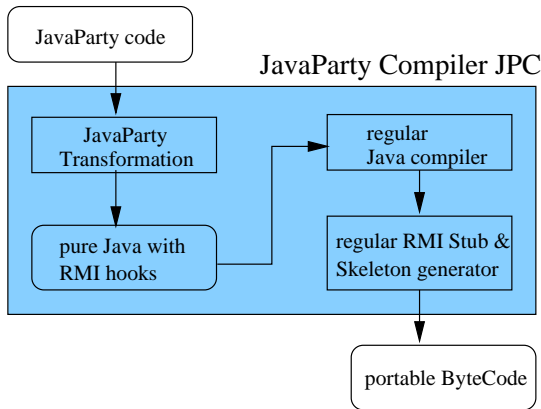 JavaParty code
JavaParty Compiler JPC
JavaParty
Transformation
pure Java with
RMI hooks
regular
Java compiler
regular RMI Stub &
Skeleton generator
portable ByteCode